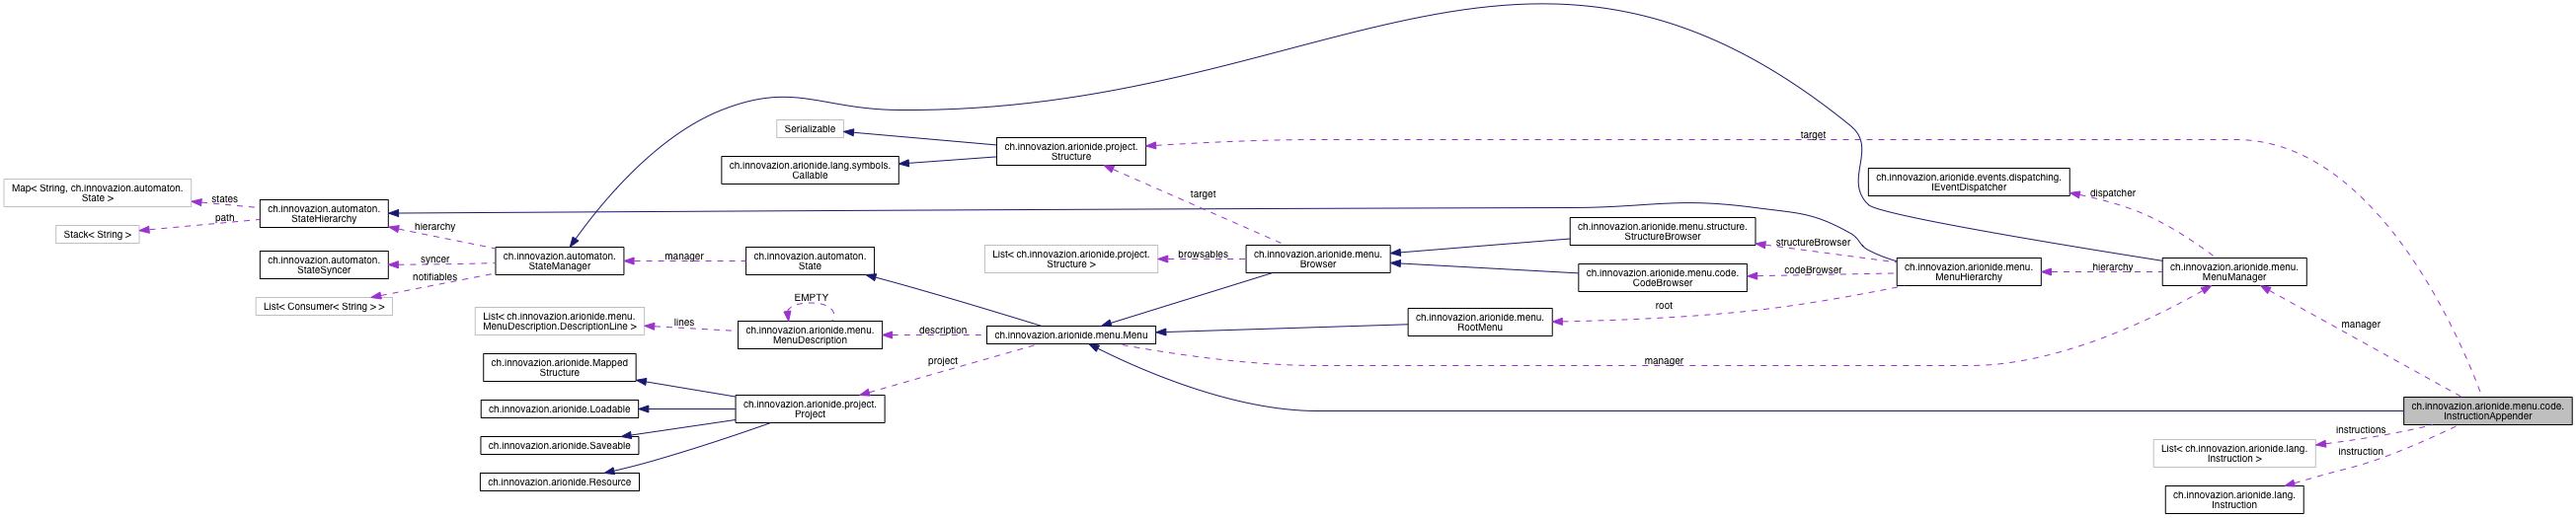 Serializable
ch.innovazion.arionide.project.
Structure
target
ch.innovazion.arionide.lang.symbols.
Callable
Map< String, ch.innovazion.automaton.
State >
states
path
Stack< String >
ch.innovazion.automaton.
StateHierarchy
hierarchy
ch.innovazion.automaton.
StateSyncer
syncer
notifiables
List< Consumer< String > >
ch.innovazion.automaton.
StateManager
manager
ch.innovazion.automaton.
State
target
List< ch.innovazion.arionide.project.
Structure >
browsables
ch.innovazion.arionide.menu.
Browser
ch.innovazion.arionide.menu.structure.
StructureBrowser
structureBrowser
ch.innovazion.arionide.menu.code.
CodeBrowser
codeBrowser
ch.innovazion.arionide.events.dispatching.
IEventDispatcher
dispatcher
ch.innovazion.arionide.menu.
MenuHierarchy
hierarchy
ch.innovazion.arionide.menu.
MenuManager
root
ch.innovazion.arionide.menu.
RootMenu
EMPTY
List< ch.innovazion.arionide.menu.
MenuDescription.DescriptionLine >
lines
ch.innovazion.arionide.menu.
MenuDescription
description
ch.innovazion.arionide.menu.Menu
manager
manager
project
ch.innovazion.arionide.Mapped
Structure
ch.innovazion.arionide.Loadable
ch.innovazion.arionide.Saveable
ch.innovazion.arionide.Resource
ch.innovazion.arionide.project.
Project
ch.innovazion.arionide.menu.code.
InstructionAppender
instructions
List< ch.innovazion.arionide.lang.
Instruction >
instruction
ch.innovazion.arionide.lang.
Instruction